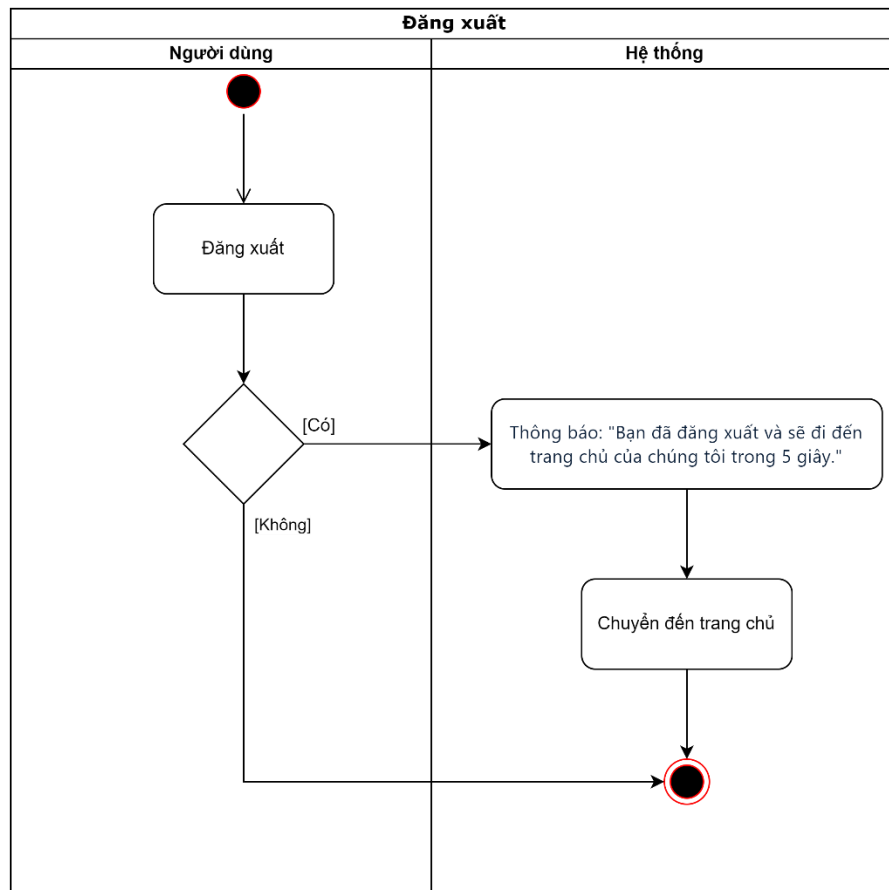 Đăng xuất
Người dùng
Hệ thống
Đăng xuất
[Có]
Thông báo: "Bạn đã đăng xuất và sẽ đi đến
trang chủ của chúng tôi trong 5 giây."
[Không]
Chuyển đến trang chủ